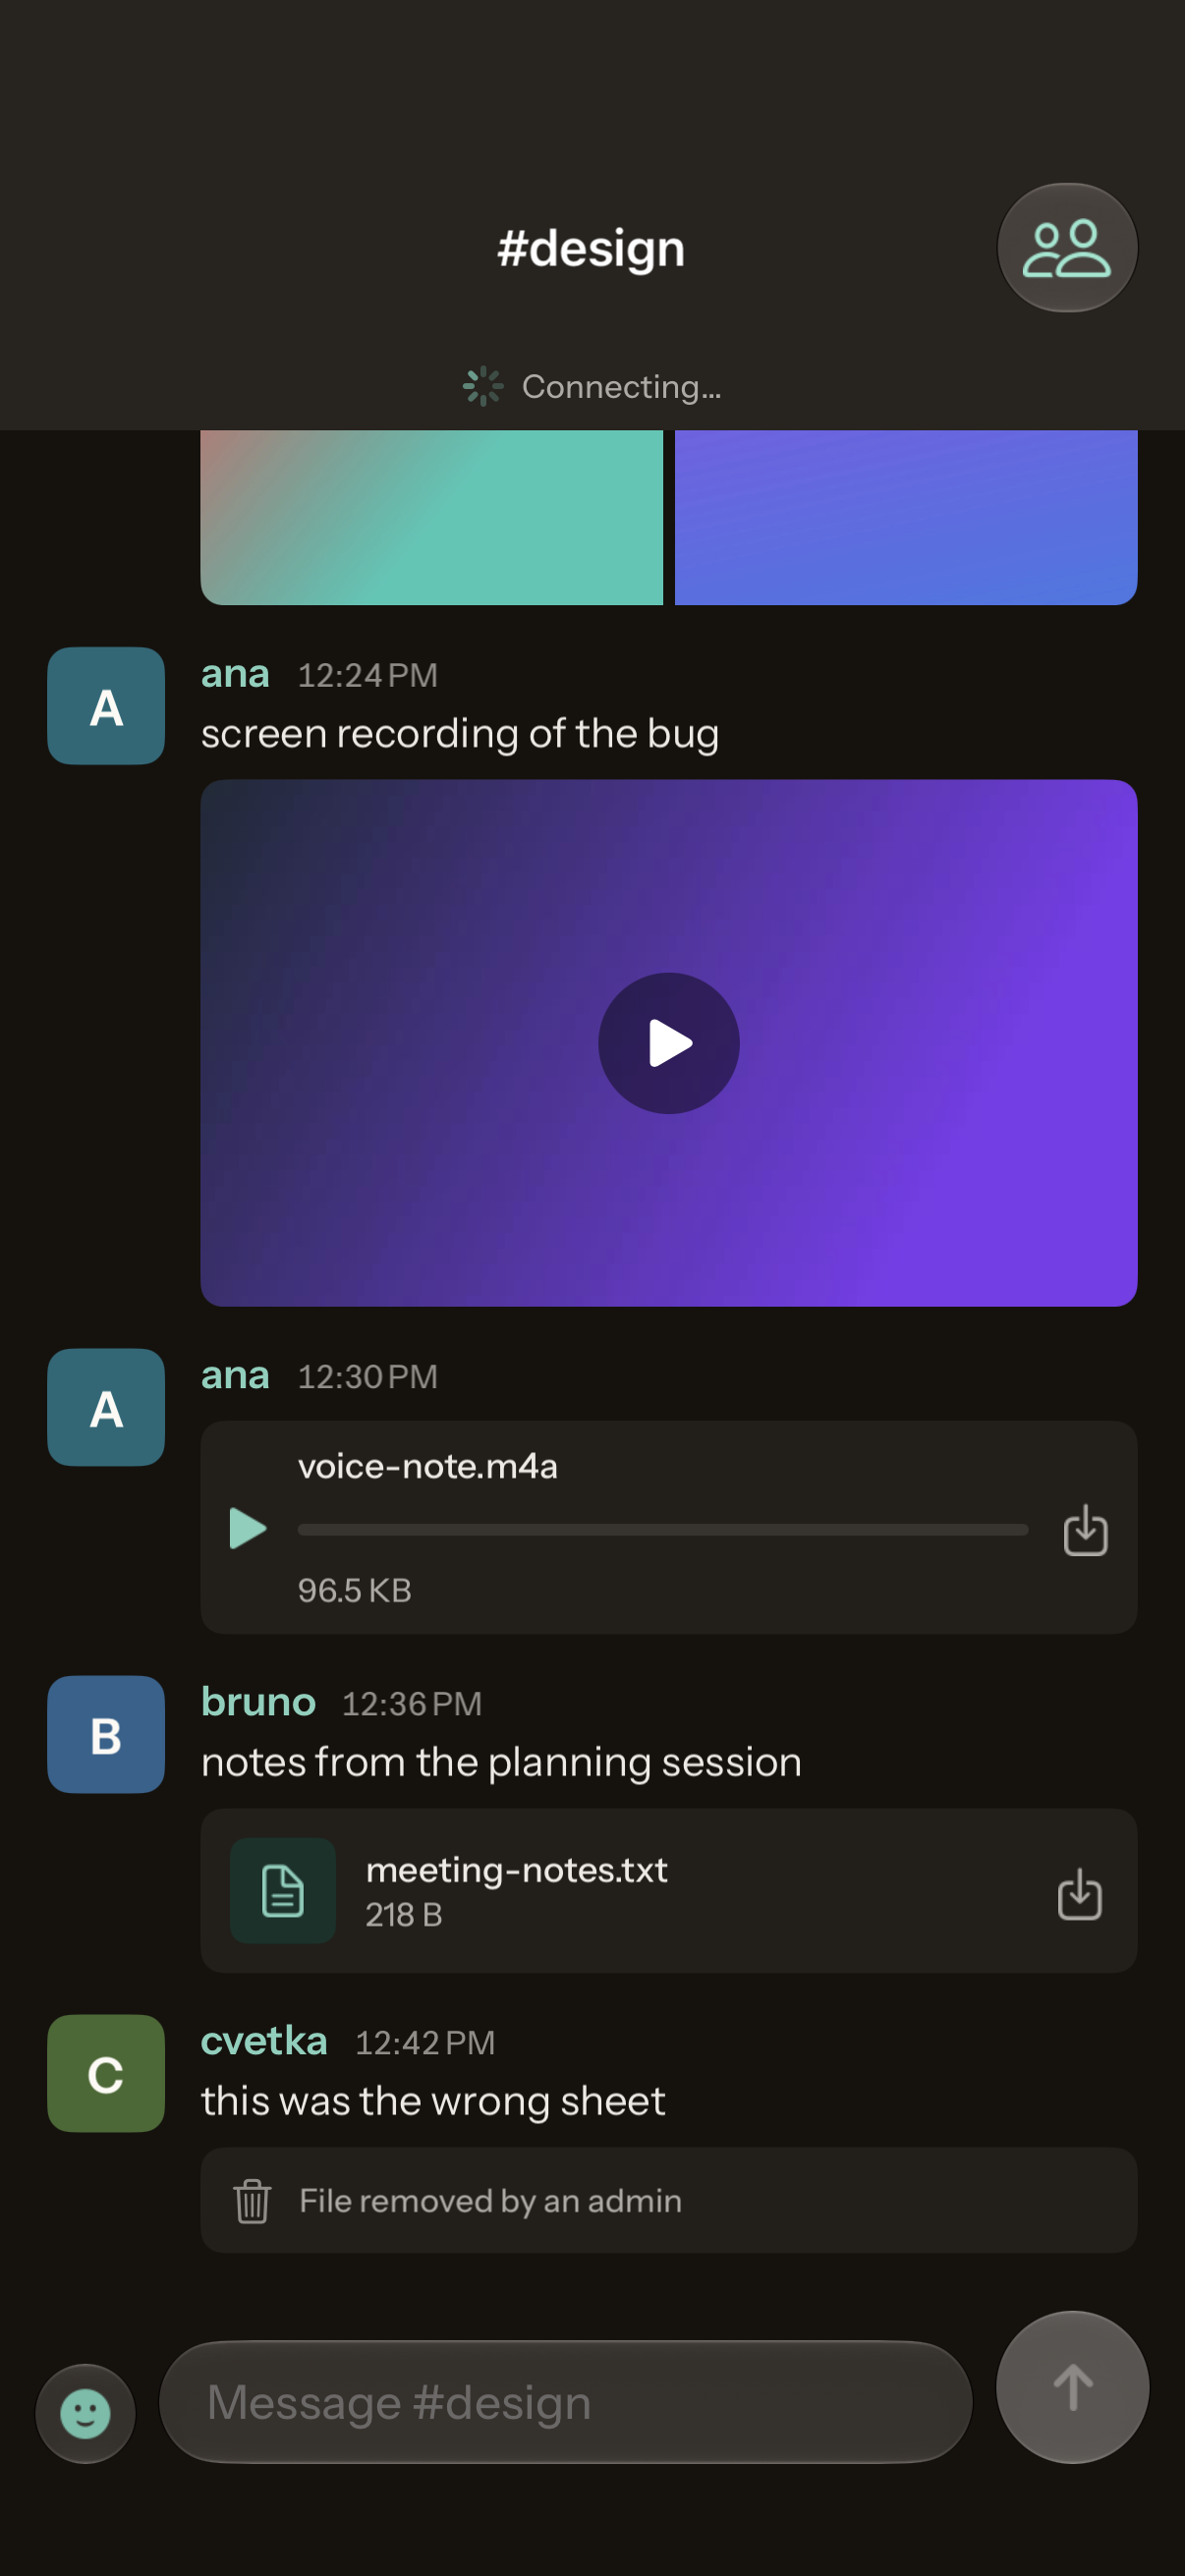 #design
Connecting...
A
ana 12:24 PM
screen recording of the bug
A
ana 12:30 PM
voice-note.m4a
96.5 KB
B
bruno 12:36 PM
notes from the planning session
meeting-notes.txt
218 B
C
cvetka 12:42 PM
this was the wrong sheet
File removed by an admin
Message #design